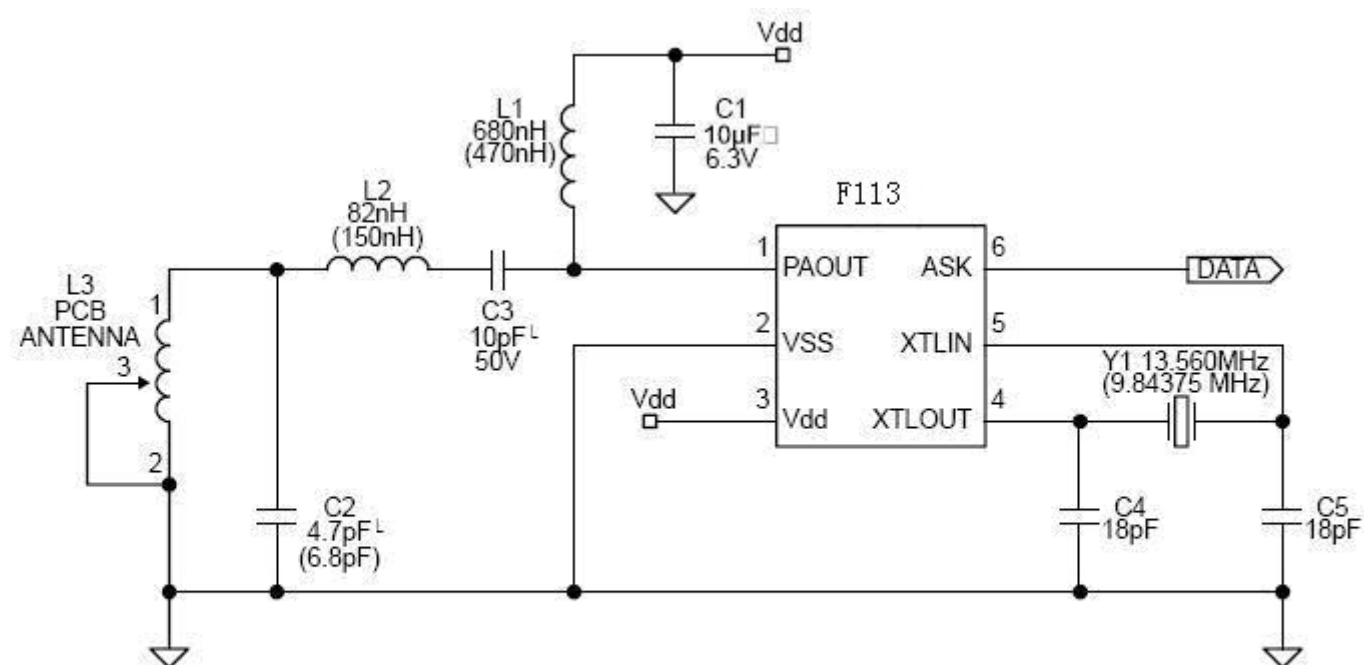 Vdd
L1
680nH
(470nH)
C1
10µF
6.3V
F113
L2
82nH
(150nH)
1
PAOUT
ASK
6
DATA
L3
PCB
ANTENNA
1
3
2
C3
10pF
50V
2
VSS
XTLIN
5
Y1 13.560MHz
(9.84375 MHz)
Vdd
3
Vdd
XTLOUT
4
C2
4.7pF
(6.8pF)
C4
18pF
C5
18pF